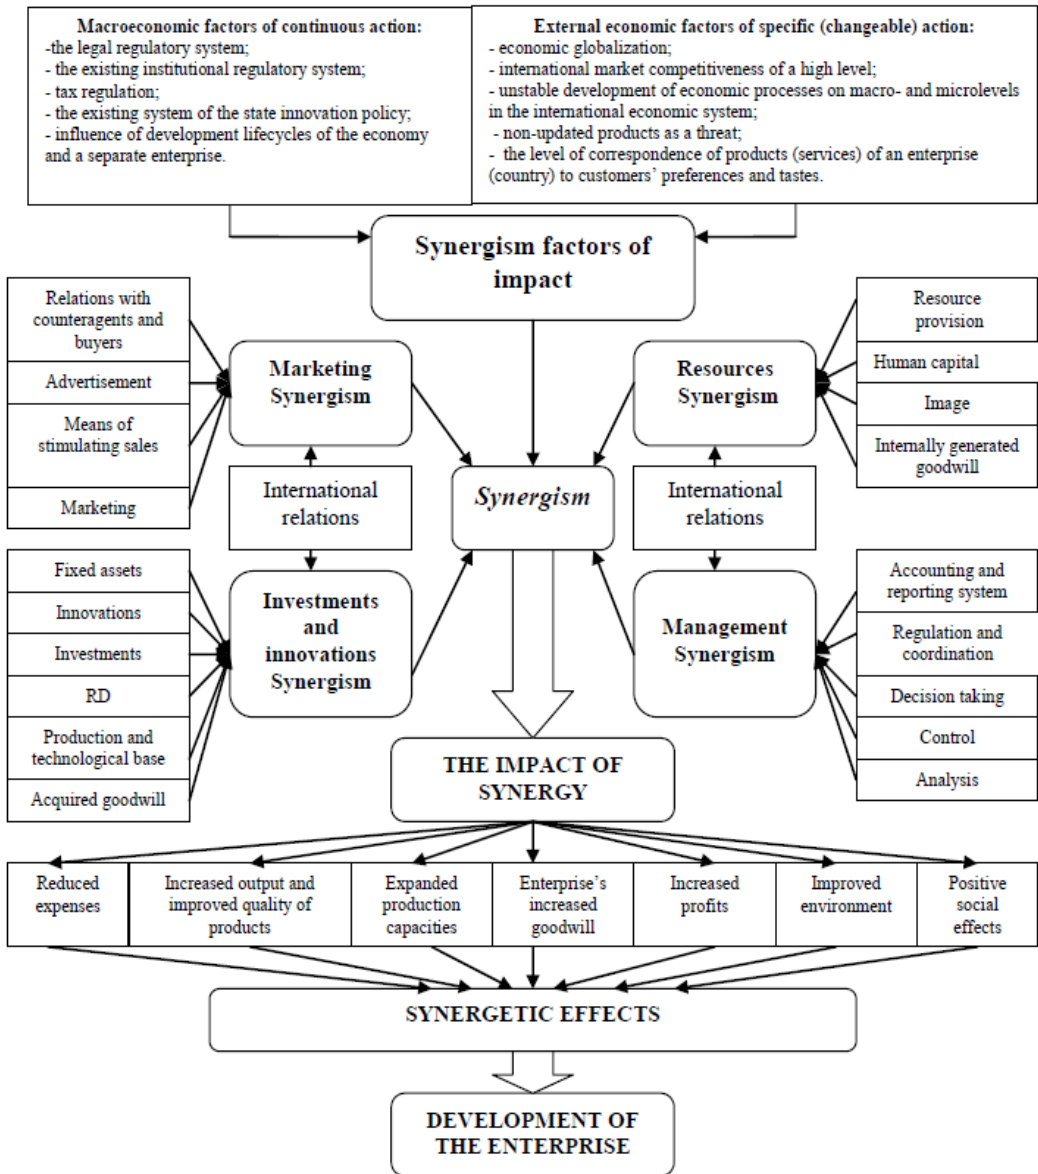 Macroeconomic factors of continuous action:
-the legal regulatory system;
- the existing institutional regulatory system;
- tax regulation;
- the existing system of the state innovation policy;
- influence of development lifecycles of the economy
and a separate enterprise.
External economic factors of specific (changeable) action:
- economic globalization;
- international market competitiveness of a high level;
- unstable development of economic processes on macro- and microlevels
in the international economic system;
- non-updated products as a threat;
- the level of correspondence of products (services) of an enterprise
(country) to customers' preferences and tastes.
Synergism factors of
impact
Relations with
counteragents and
buyers
Advertisement
Means of
stimulating sales
Marketing
Marketing
Synergism
Resources
Synergism
Resource
provision
Human capital
Image
Internally generated
goodwill
International
relations
Synergism
International
relations
Fixed assets
Innovations
Investments
RD
Production and
technological base
Acquired goodwill
Investments
and
innovations
Synergism
Management
Synergism
Accounting and
reporting system
Regulation and
coordination
Decision taking
Control
Analysis
THE IMPACT OF
SYNERGY
Reduced
expenses
Increased output and
improved quality of
products
Expanded
production
capacities
Enterprise's
increased
goodwill
Increased
profits
Improved
environment
Positive
social
effects
SYNERGETIC EFFECTS
DEVELOPMENT OF
THE ENTERPRISE